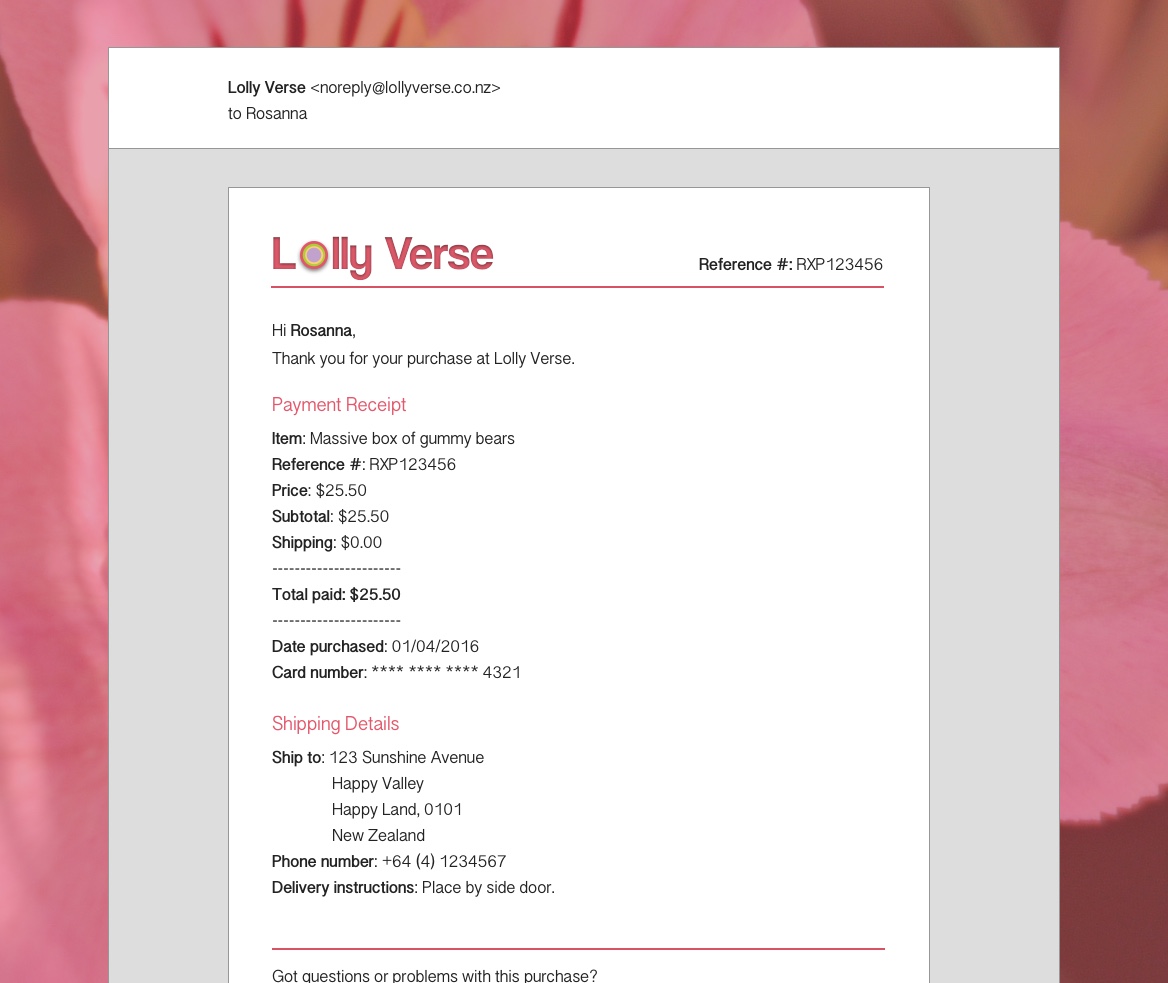 Lolly Verse <noreply@lollyverse.co.nz>
to Rosanna
Lolly Verse
Reference #: RXP123456
Hi Rosanna,
Thank you for your purchase at Lolly Verse.
Payment Receipt
Item: Massive box of gummy bears
Reference #: RXP123456
Price: $25.50
Subtotal: $25.50
Shipping: $0.00
-----------------------
Total paid: $25.50
-----------------------
Date purchased: 01/04/2016
Card number: **** **** **** 4321
Shipping Details
Ship to: 123 Sunshine Avenue
Happy Valley
Happy Land, 0101
New Zealand
Phone number: +64 (4) 1234567
Delivery instructions: Place by side door.
Got questions or problems with this purchase?